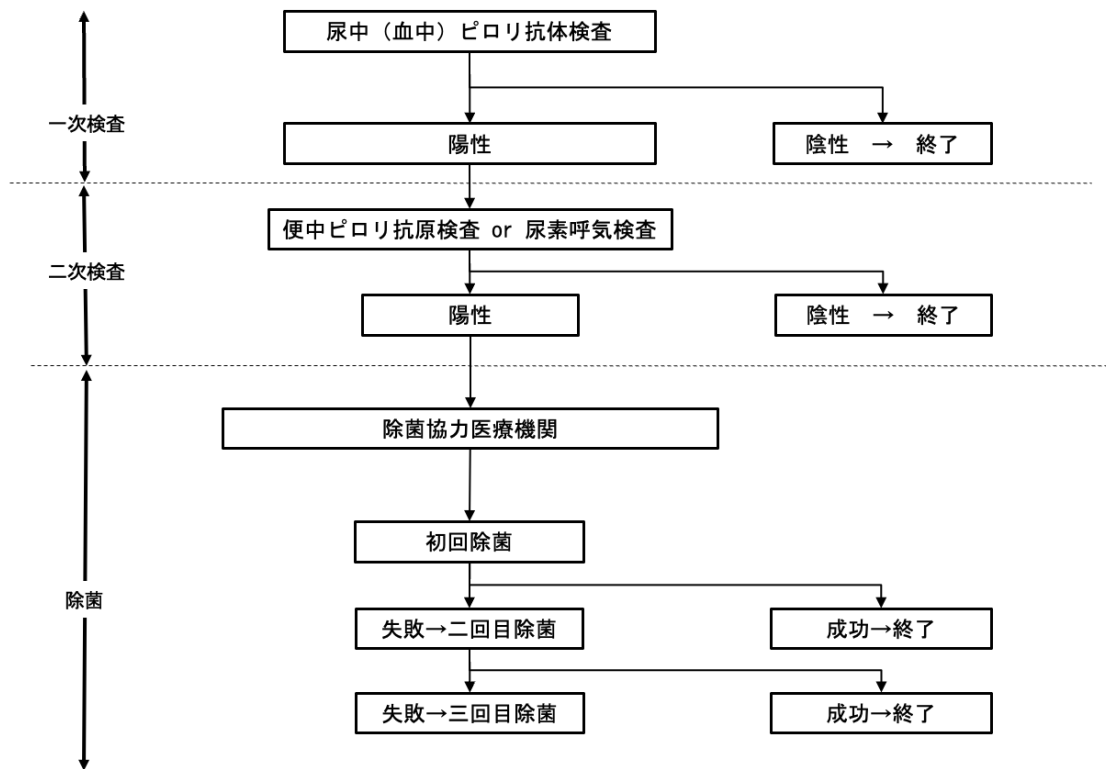 尿中（血中）ピロリ抗体検査
一次検査
陽性
陰性　→　終了
便中ピロリ抗原検査 or 尿素呼気検査
二次検査
陽性
陰性　→　終了
除菌協力医療機関
初回除菌
除菌
失敗→二回目除菌
成功→終了
失敗→三回目除菌
成功→終了